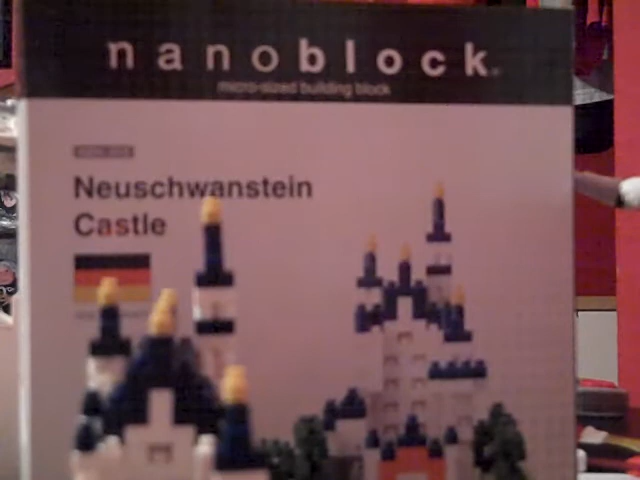 nanoblock
micro-sized building block
Neuschwanstein
Castle